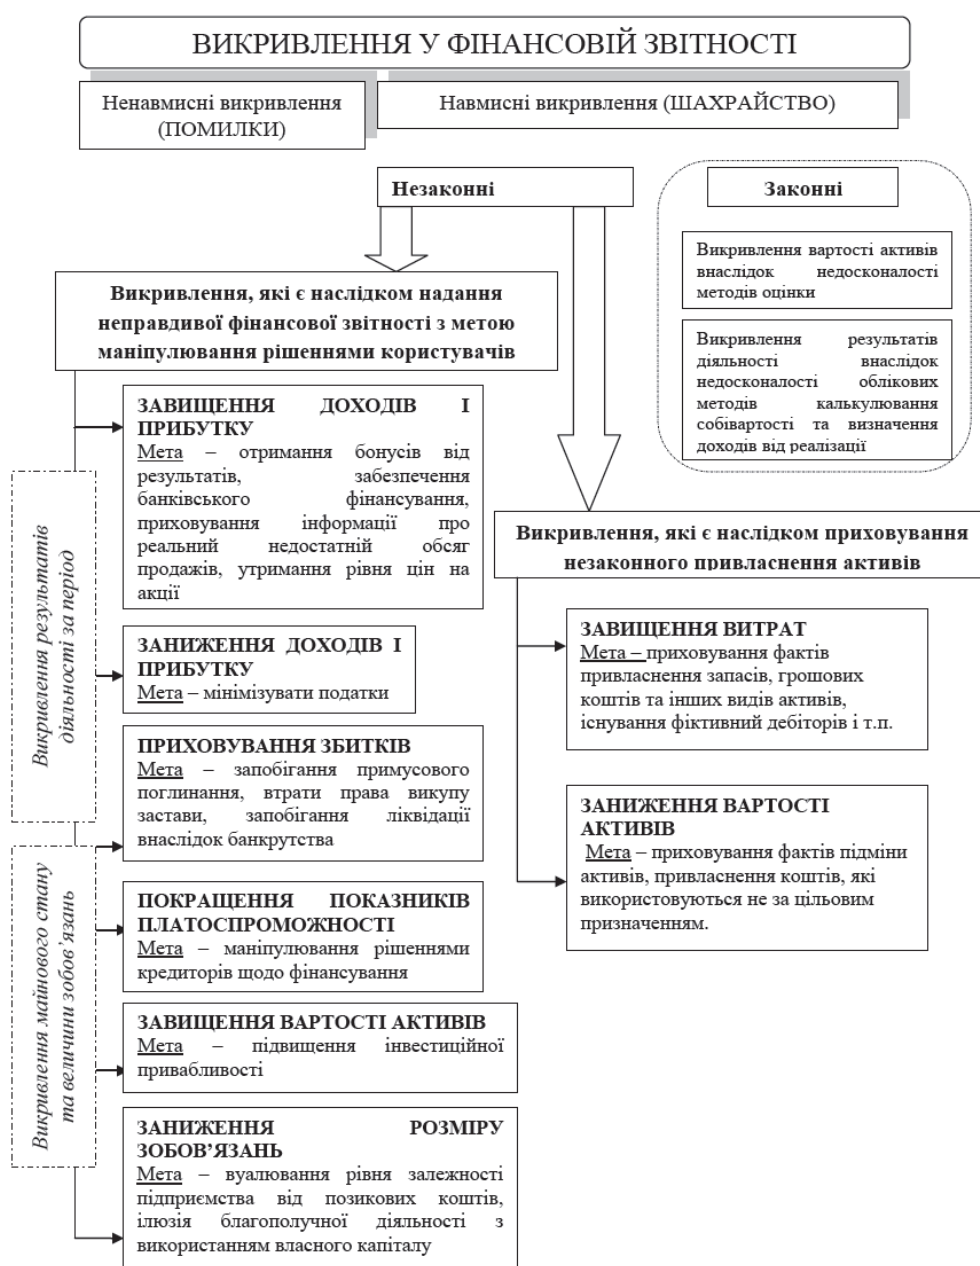 ВИКРИВЛЕННЯ У ФІНАНСОВІЙ ЗВІТНОСТІ
Ненавмисні викривлення
(ПОМИЛКИ)
Навмисні викривлення (ШАХРАЙСТВО)
Незаконні
Законні
Викривлення вартості активів
внаслідок недосконалості
методів оцінки
Викривлення результатів
діяльності внаслідок
недосконалості облікових
методів калькулювання
собівартості та визначення
доходів від реалізації
Викривлення, які є наслідком надання
неправдивої фінансової звітності з метою
маніпулювання рішеннями користувачів
Викривлення результатів
діяльності за період
ЗАВИЩЕННЯ ДОХОДІВ І
ПРИБУТКУ
Мета – отримання бонусів від
результатів, забезпечення
банківського фінансування,
приховування інформації про
реальний недостатній обсяг
продажів, утримання рівня цін на
акції
ЗАНИЖЕННЯ ДОХОДІВ І
ПРИБУТКУ
Мета – мінімізувати податки
ПРИХОВУВАННЯ ЗБИТКІВ
Мета – запобігання примусового
поглинання, втрати права викупу
застави, запобігання ліквідації
внаслідок банкрутства
Викривлення майнового стану
та величини зобов’язань
ПОКРАЩЕННЯ ПОКАЗНИКІВ
ПЛАТОСПРОМОЖНОСТІ
Мета – маніпулювання рішеннями
кредиторів щодо фінансування
ЗАВИЩЕННЯ ВАРТОСТІ АКТИВІВ
Мета – підвищення інвестиційної
привабливості
ЗАНИЖЕННЯ РОЗМІРУ
ЗОБОВ’ЯЗАНЬ
Мета – вуалювання рівня залежності
підприємства від позикових коштів,
ілюзія благополучної діяльності з
використанням власного капіталу
Викривлення, які є наслідком приховування
незаконного привласнення активів
ЗАВИЩЕННЯ ВИТРАТ
Мета – приховування фактів
привласнення запасів, грошових
коштів та інших видів активів,
існування фіктивний дебіторів і т.п.
ЗАНИЖЕННЯ ВАРТОСТІ
АКТИВІВ
Мета – приховування фактів підміни
активів, привласнення коштів, які
використовуються не за цільовим
призначенням.